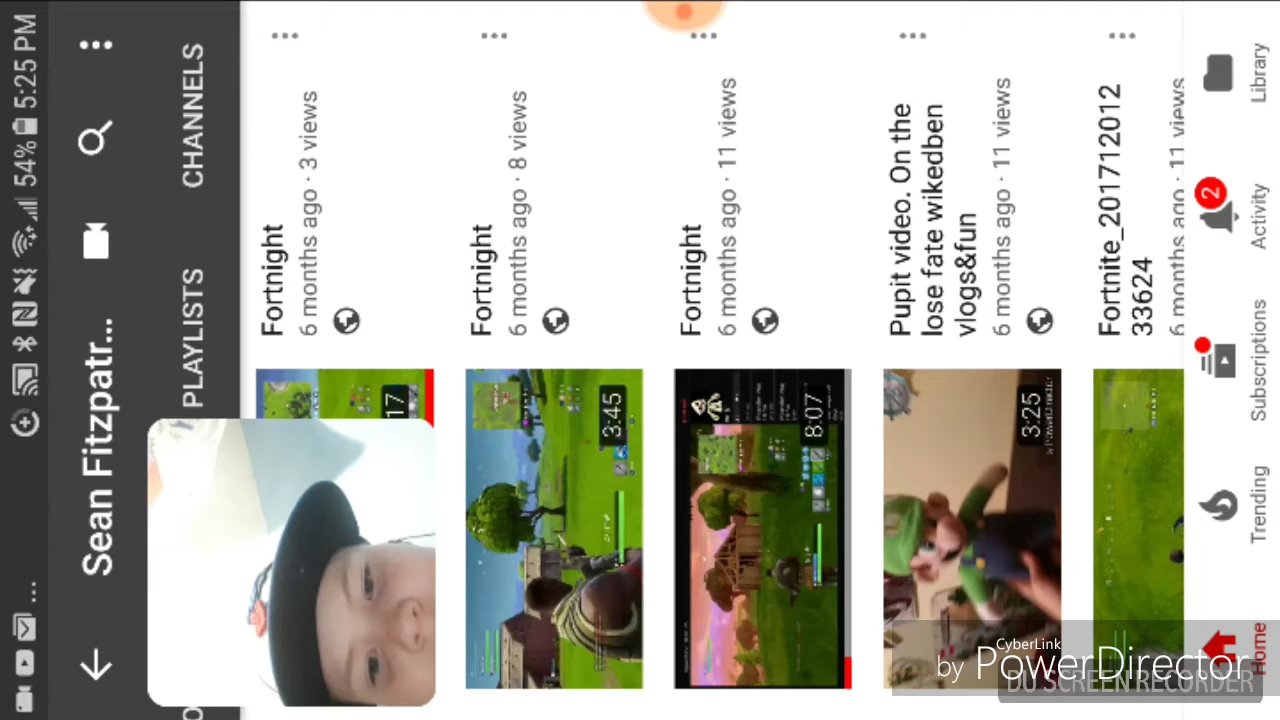 54% 5:25 PM
Sean Fitzpatr...
PLAYLISTS CHANNELS
Fortnight
6 months ago · 3 views
17
Fortnight
6 months ago · 8 views
3:45
Fortnight
6 months ago · 11 views
8:07
Pupit video. On the
lose fate wikedben
vlogs&fun
6 months ago · 11 views
3:25
Fortnite_201712012
33624
6 months ago · 11 views
Home
Trending
Subscriptions
Activity
2
Library
CyberLink
by PowerDirector
DU SCREEN RECORDER